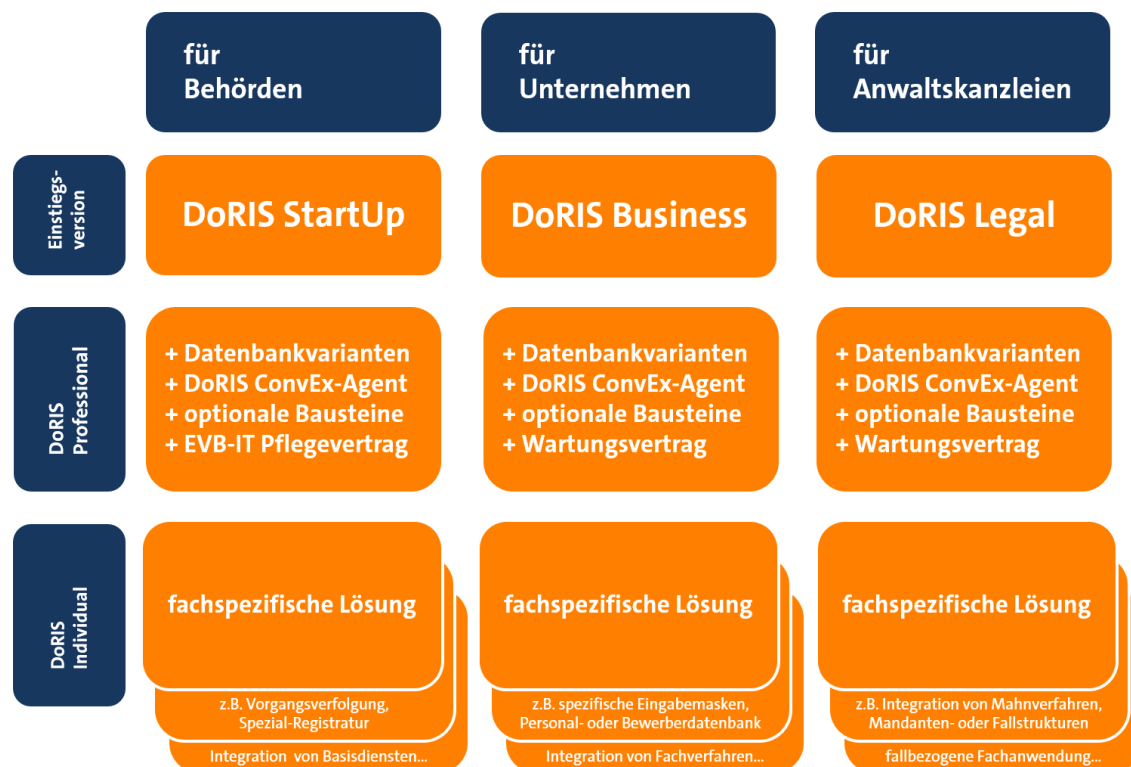 für
Behörden
für
Unternehmen
für
Anwaltskanzleien
Einstiegs-
version
DoRIS StartUp
DoRIS Business
DoRIS Legal
DoRIS
Professional
+ Datenbankvarianten
+ DoRIS ConvEx-Agent
+ optionale Bausteine
+ EVB-IT Pflegevertrag
+ Datenbankvarianten
+ DoRIS ConvEx-Agent
+ optionale Bausteine
+ Wartungsvertrag
+ Datenbankvarianten
+ DoRIS ConvEx-Agent
+ optionale Bausteine
+ Wartungsvertrag
DoRIS
Individual
fachspezifische Lösung
z.B. Vorgangsverfolgung,
Spezial-Registratur
Integration von Basisdiensten...
fachspezifische Lösung
z.B. spezifische Eingabemasken,
Personal- oder Bewerberdatenbank
Integration von Fachverfahren...
fachspezifische Lösung
z.B. Integration von Mahnverfahren,
Mandanten- oder Fallstrukturen
fallbezogene Fachanwendung...